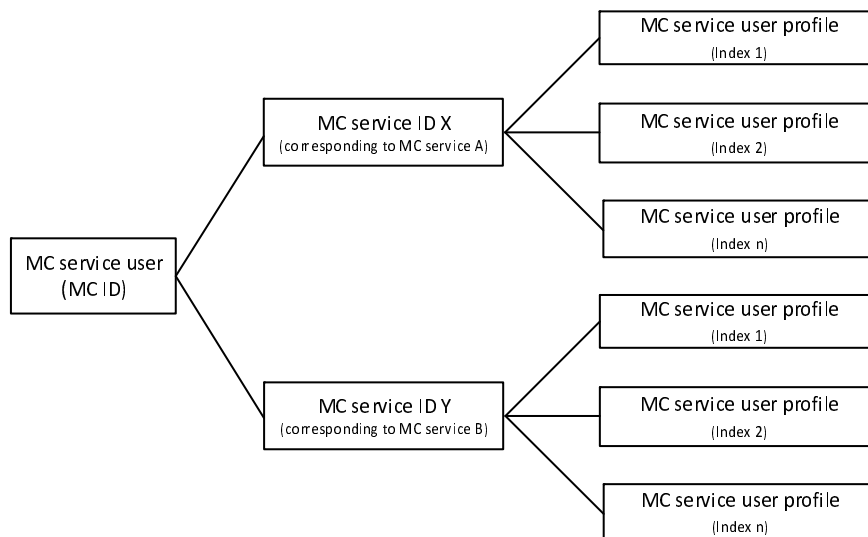 MC service user profile
(Index 1)
MC service ID X
(corresponding to MC service A)
MC service user profile
(Index 2)
MC service user profile
(Index n)
MC service user
(MC ID)
MC service user profile
(Index 1)
MC service ID Y
(corresponding to MC service B)
MC service user profile
(Index 2)
MC service user profile
(Index n)